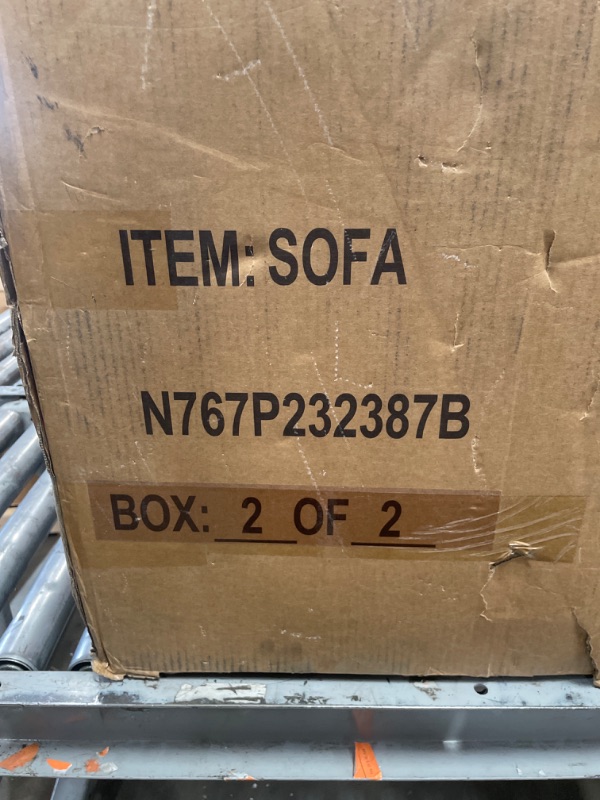 ITEM: SOFA
N767P232387B
BOX: 2 OF 2